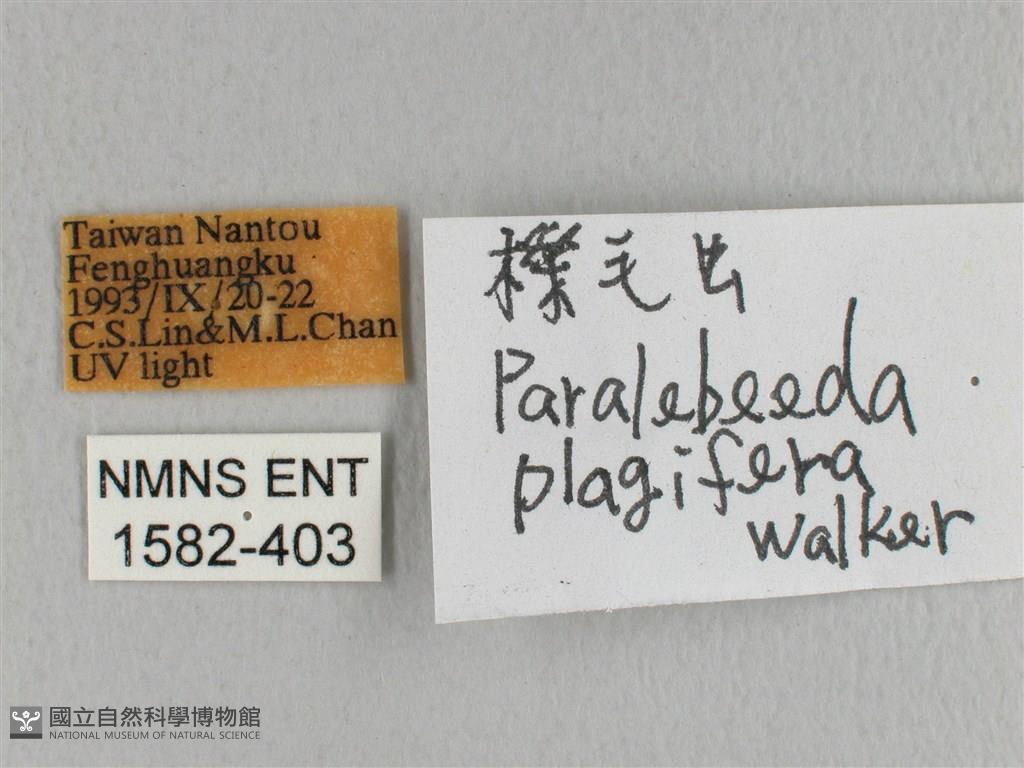 Taiwan Nantou
Fenghuangku
1993/IX/20-22
C.S.Lin&M.L.Chan
UV light
NMNS ENT
1582-403
櫟毛虫
Paralebeeda
plagifera
walker
國立自然科學博物館
NATIONAL MUSEUM OF NATURAL SCIENCE